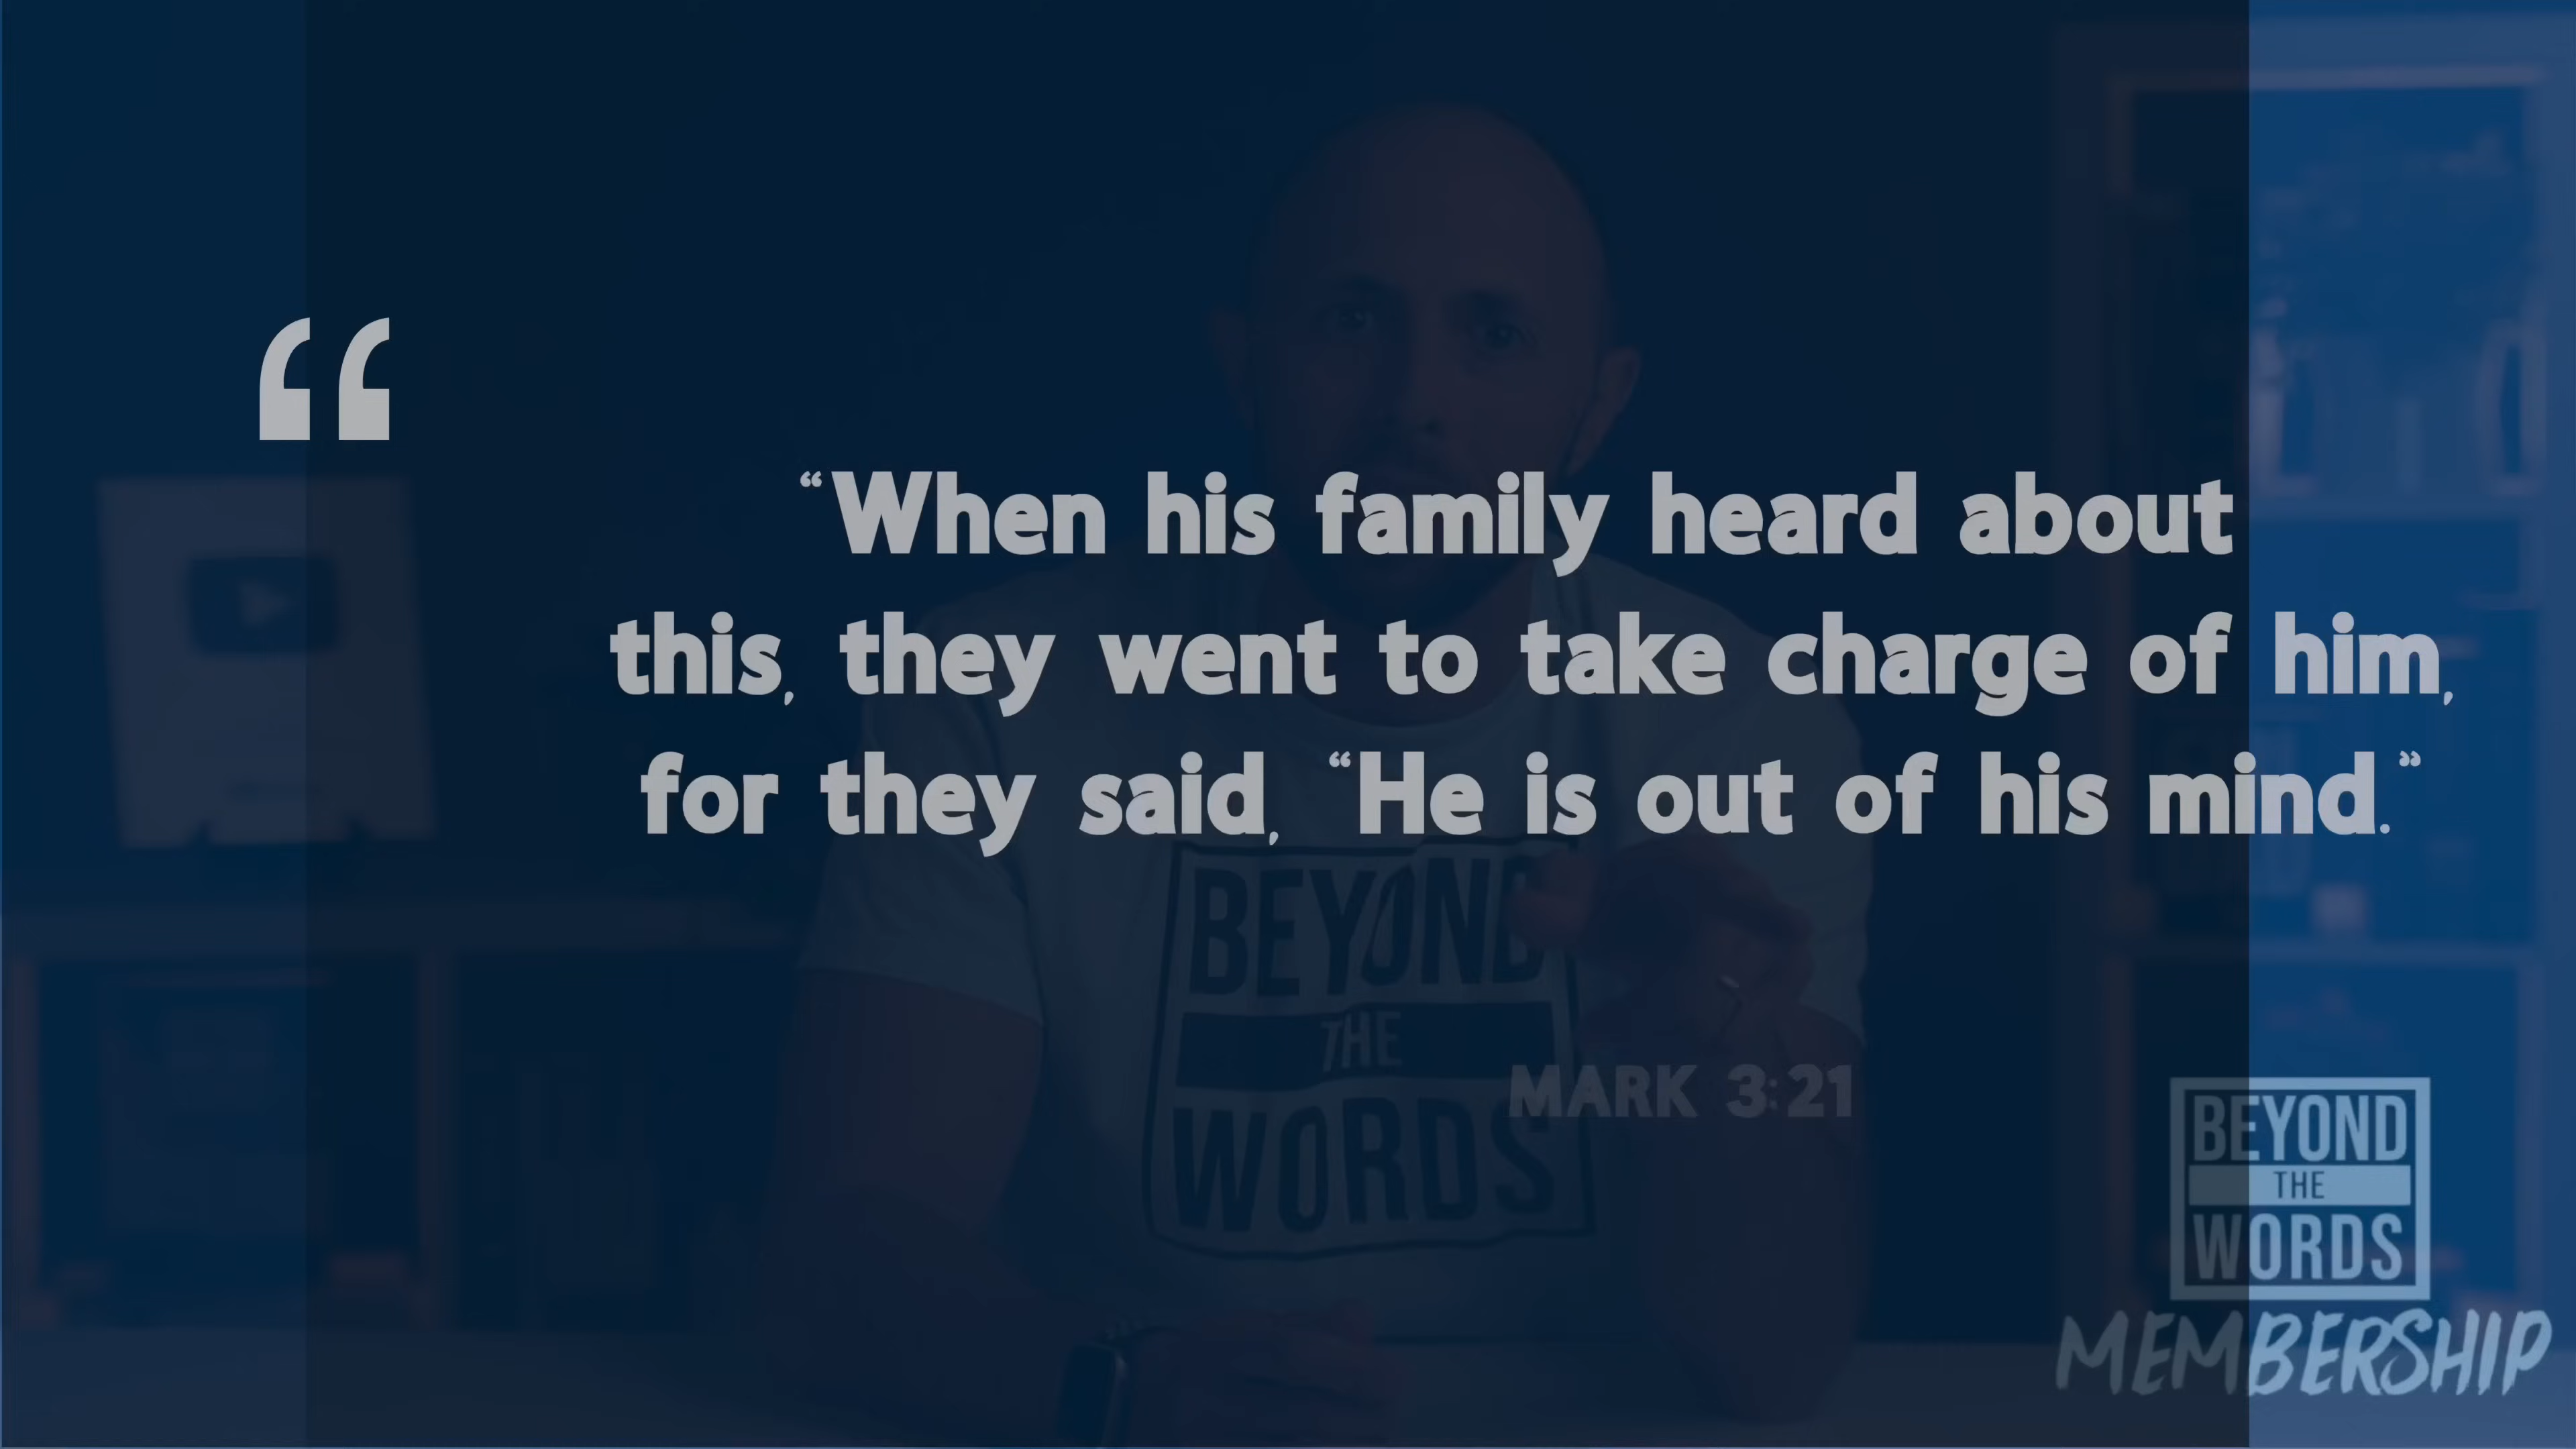 “
“When his family heard about
this, they went to take charge of him,
for they said, “He is out of his mind.”
BEYOND
THE
WORDS
MARK 3:21
BEYOND
THE
WORDS
MEMBERSHIP